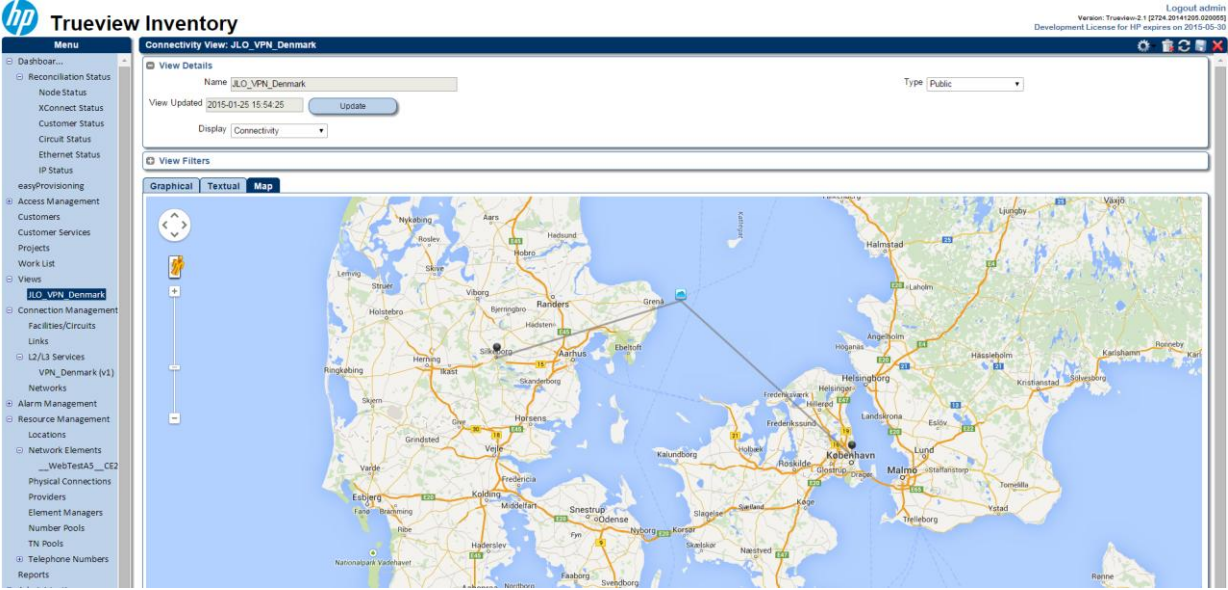 hp
Trueview Inventory
Logout admin
Version: Trueview-2.1 [2724.20141205.020055]
Development License for HP expires on 2015-05-30
Menu
Dashboar...
Reconciliation Status
Node Status
XConnect Status
Customer Status
Circuit Status
Ethernet Status
IP Status
easyProvisioning
Access Management
Customers
Customer Services
Projects
Work List
Views
JLO_VPN_Denmark
Connection Management
Facilities/Circuits
Links
L2/L3 Services
VPN_Denmark (v1)
Networks
Alarm Management
Resource Management
Locations
Network Elements
__WebTestA5__CE2
Physical Connections
Providers
Element Managers
Number Pools
TN Pools
Telephone Numbers
Reports
Connectivity View: JLO_VPN_Denmark
View Details
Name JLO_VPN_Denmark
Type Public
View Updated 2015-01-25 15:54:25 Update
Display Connectivity
View Filters
Graphical Textual Map
Nykøbing
Aars
Roslev
Hadsund
Hobro
Skive
Lemvig
Struer
Viborg
Holstebro
Bjerringbro
Randers
Grenå
Hadsten
Silkeborg
Aarhus
Ebeltoft
Herning
Ikast
Ringkøbing
Skanderborg
Skjern
Give
Horsens
Grindsted
Vejle
Varde
Fredericia
Esbjerg
Kolding
Fanø
Bramming
Middelfart
Snestrup
Odense
Nyborg
Korsør
Fyn
Ribe
Haderslev
Nationalpark Vadehavet
Faaborg
Svendborg
Kattegat
Halmstad
Ljungby
Växjö
Laholm
Ängelholm
Höganäs
Hässleholm
Karlshamn
Ronneby
Helsingborg
Helsingør
Kristianstad
Sölvesborg
Frederiksværk
Hillerød
Landskrona
Frederikssund
Eslöv
Kalundborg
Holbæk
København
Lund
Roskilde
Glostrup
Dragør
Malmö
Staffanstorp
Tomelilla
Køge
Slagelse
Sjælland
Ystad
Trelleborg
Skælskør
Næstved
Rønne